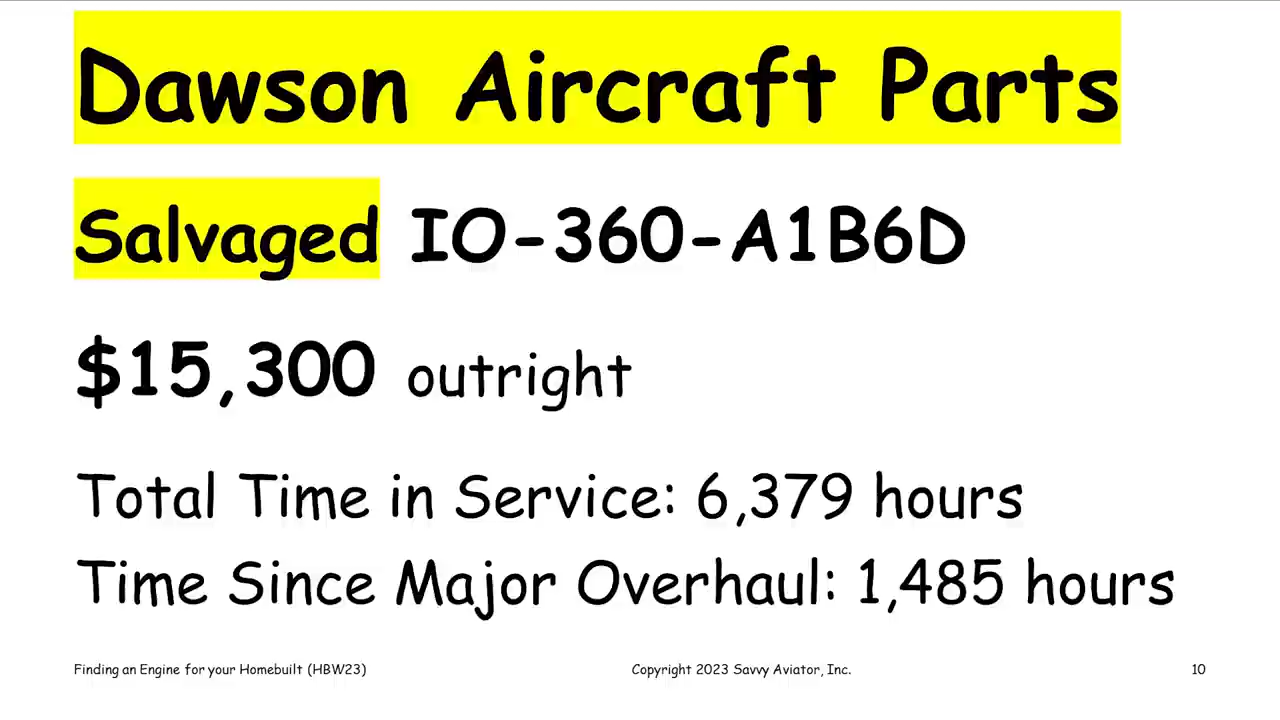 Dawson Aircraft Parts
Salvaged IO-360-A1B6D
$15,300 outright
Total Time in Service: 6,379 hours
Time Since Major Overhaul: 1,485 hours
Finding an Engine for your Homebuilt (HBW23) Copyright 2023 Savvy Aviator, Inc. 10